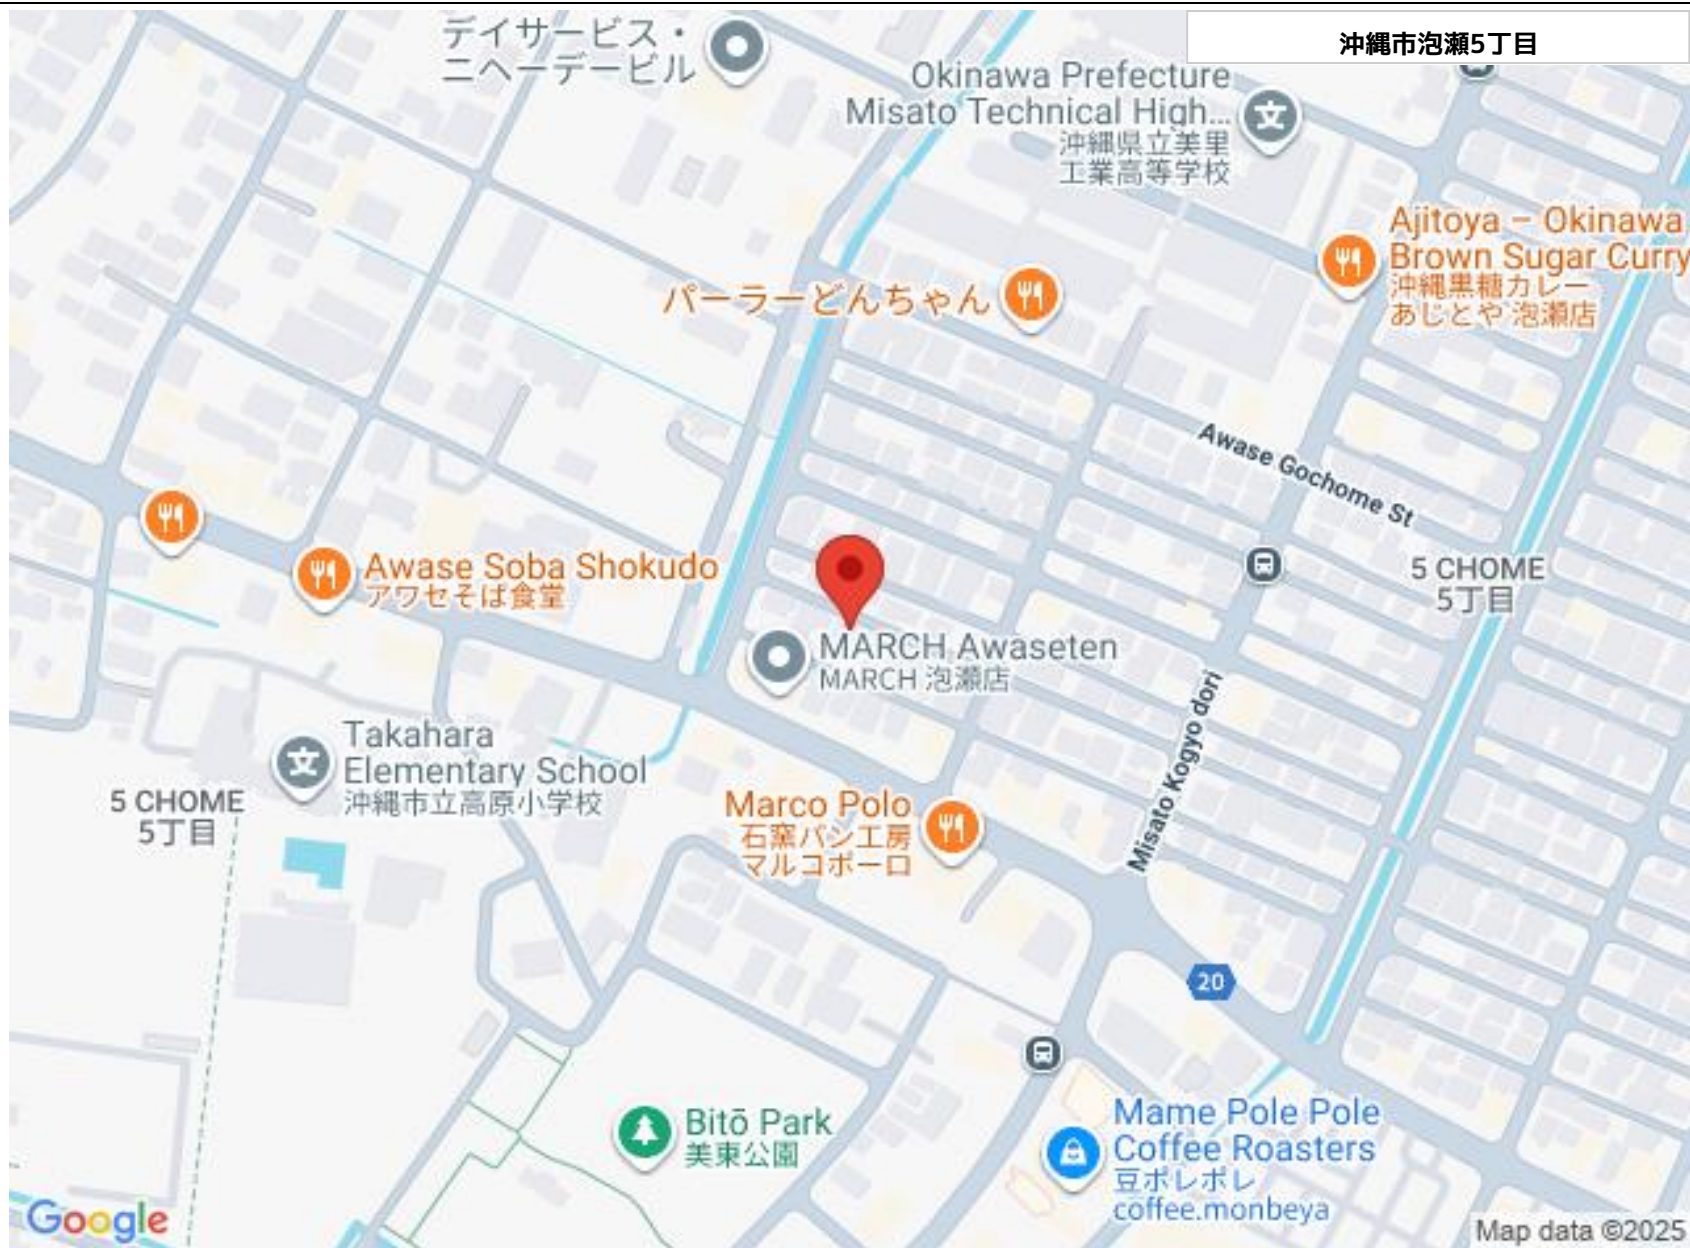 沖縄市泡瀬5丁目
デイサービス・
ニヘーデービル
Okinawa Prefecture
Misato Technical High...
沖縄県立美里
工業高等学校
Ajitoya – Okinawa
Brown Sugar Curry
沖縄黒糖カレー
あじとや 泡瀬店
パーラーどんちゃん
Awase Gochome St
Awase Soba Shokudo
アワセそば食堂
5 CHOME
5丁目
MARCH Awaseten
MARCH 泡瀬店
Misato Kogyo dori
Takahara
Elementary School
沖縄市立高原小学校
5 CHOME
5丁目
Marco Polo
石窯パン工房
マルコポーロ
20
Bitō Park
美東公園
Mame Pole Pole
Coffee Roasters
豆ポレポレ
coffee.monbeya
Google
Map data ©2025